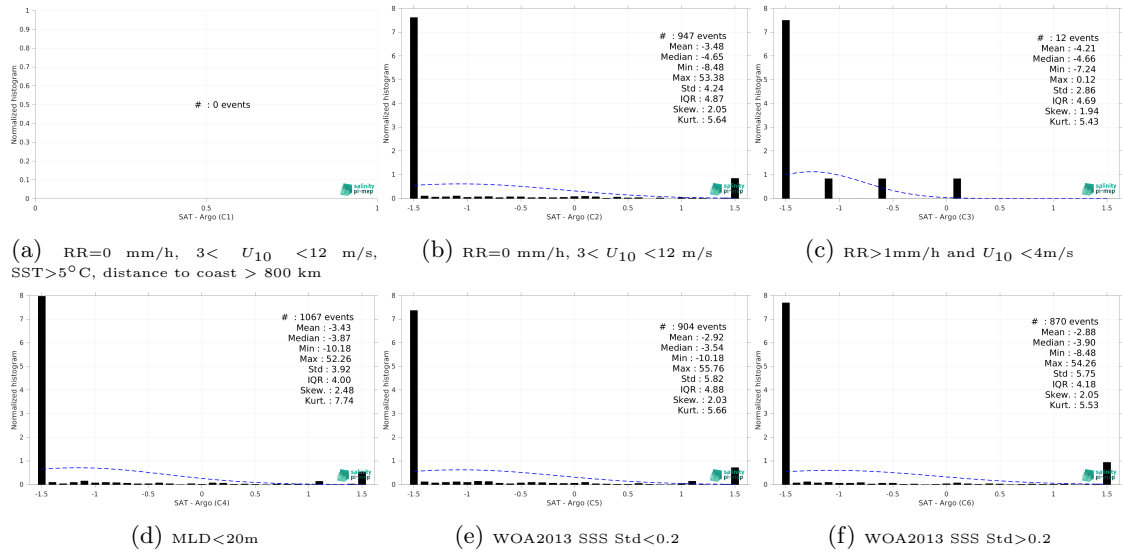 Normalized histogram
1
0.9
0.8
0.7
0.6
0.5
0.4
0.3
0.2
0.1
0
# : 0 events
salinity
pi-mep
0 0.5 1
SAT - Argo (C1)
(a) RR=0 mm/h, 3< U10 <12 m/s,
SST>5°C, distance to coast > 800 km
Normalized histogram
8
7
6
5
4
3
2
1
0
# : 947 events
Mean : -3.48
Median : -4.65
Min : -8.48
Max : 53.38
Std : 4.24
IQR : 4.87
Skew. : 2.05
Kurt. : 5.64
salinity
pi-mep
-1.5 -1 -0.5 0 0.5 1 1.5
SAT - Argo (C2)
(b) RR=0 mm/h, 3< U10 <12 m/s
Normalized histogram
8
7
6
5
4
3
2
1
0
# : 12 events
Mean : -4.21
Median : -4.66
Min : -7.24
Max : 0.12
Std : 2.86
IQR : 4.69
Skew. : 1.94
Kurt. : 5.43
salinity
pi-mep
-1.5 -1 -0.5 0 0.5 1 1.5
SAT - Argo (C3)
(c) RR>1mm/h and U10 <4m/s
Normalized histogram
8
7
6
5
4
3
2
1
0
# : 1067 events
Mean : -3.43
Median : -3.87
Min : -10.18
Max : 52.26
Std : 3.92
IQR : 4.00
Skew. : 2.48
Kurt. : 7.74
salinity
pi-mep
-1.5 -1 -0.5 0 0.5 1 1.5
SAT - Argo (C4)
(d) MLD<20m
Normalized histogram
8
7
6
5
4
3
2
1
0
# : 904 events
Mean : -2.92
Median : -3.54
Min : -10.18
Max : 55.76
Std : 5.82
IQR : 4.88
Skew. : 2.03
Kurt. : 5.66
salinity
pi-mep
-1.5 -1 -0.5 0 0.5 1 1.5
SAT - Argo (C5)
(e) WOA2013 SSS Std<0.2
Normalized histogram
8
7
6
5
4
3
2
1
0
# : 870 events
Mean : -2.88
Median : -3.90
Min : -8.48
Max : 54.26
Std : 5.75
IQR : 4.18
Skew. : 2.05
Kurt. : 5.53
salinity
pi-mep
-1.5 -1 -0.5 0 0.5 1 1.5
SAT - Argo (C6)
(f) WOA2013 SSS Std>0.2